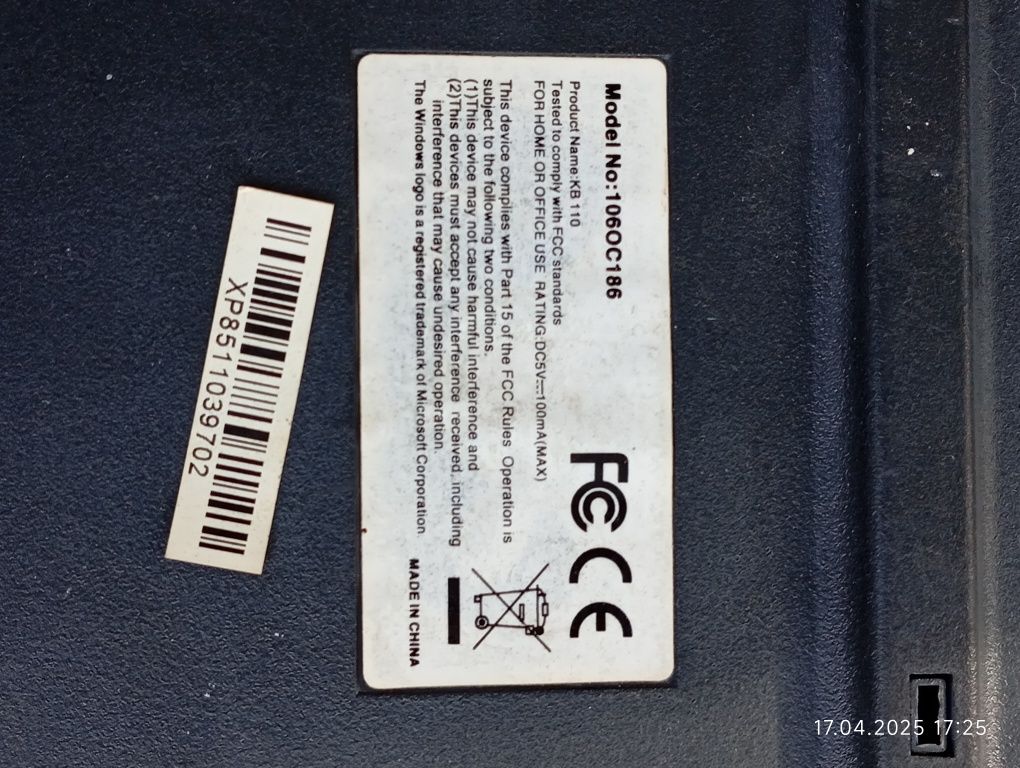 Model No:106OC186
Product Name:KB 110
Tested to comply with FCC standards
FOR HOME OR OFFICE USE RATING:DC5V⎓100mA(MAX)
This device complies with Part 15 of the FCC Rules Operation is
subject to the following two conditions.
(1)This device may not cause harmful interference and
(2)This devices must accept any interference received, including
interference that may cause undesired operation.
The Windows logo is a registered trademark of Microsoft Corporation.
MADE IN CHINA
FC CE
XP8511039702
17.04.2025 17:25